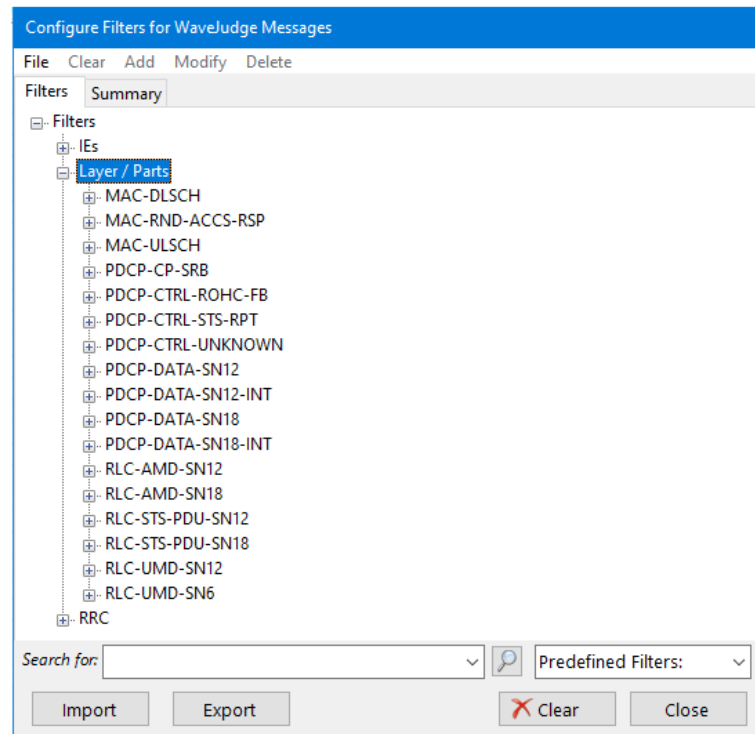 Configure Filters for WaveJudge Messages
File Clear Add Modify Delete
Filters Summary
Filters
IEs
Layer / Parts
MAC-DLSCH
MAC-RND-ACCS-RSP
MAC-ULSCH
PDCP-CP-SRB
PDCP-CTRL-ROHC-FB
PDCP-CTRL-STS-RPT
PDCP-CTRL-UNKNOWN
PDCP-DATA-SN12
PDCP-DATA-SN12-INT
PDCP-DATA-SN18
PDCP-DATA-SN18-INT
RLC-AMD-SN12
RLC-AMD-SN18
RLC-STS-PDU-SN12
RLC-STS-PDU-SN18
RLC-UMD-SN12
RLC-UMD-SN6
RRC
Search for: Predefined Filters:
Import Export Clear Close